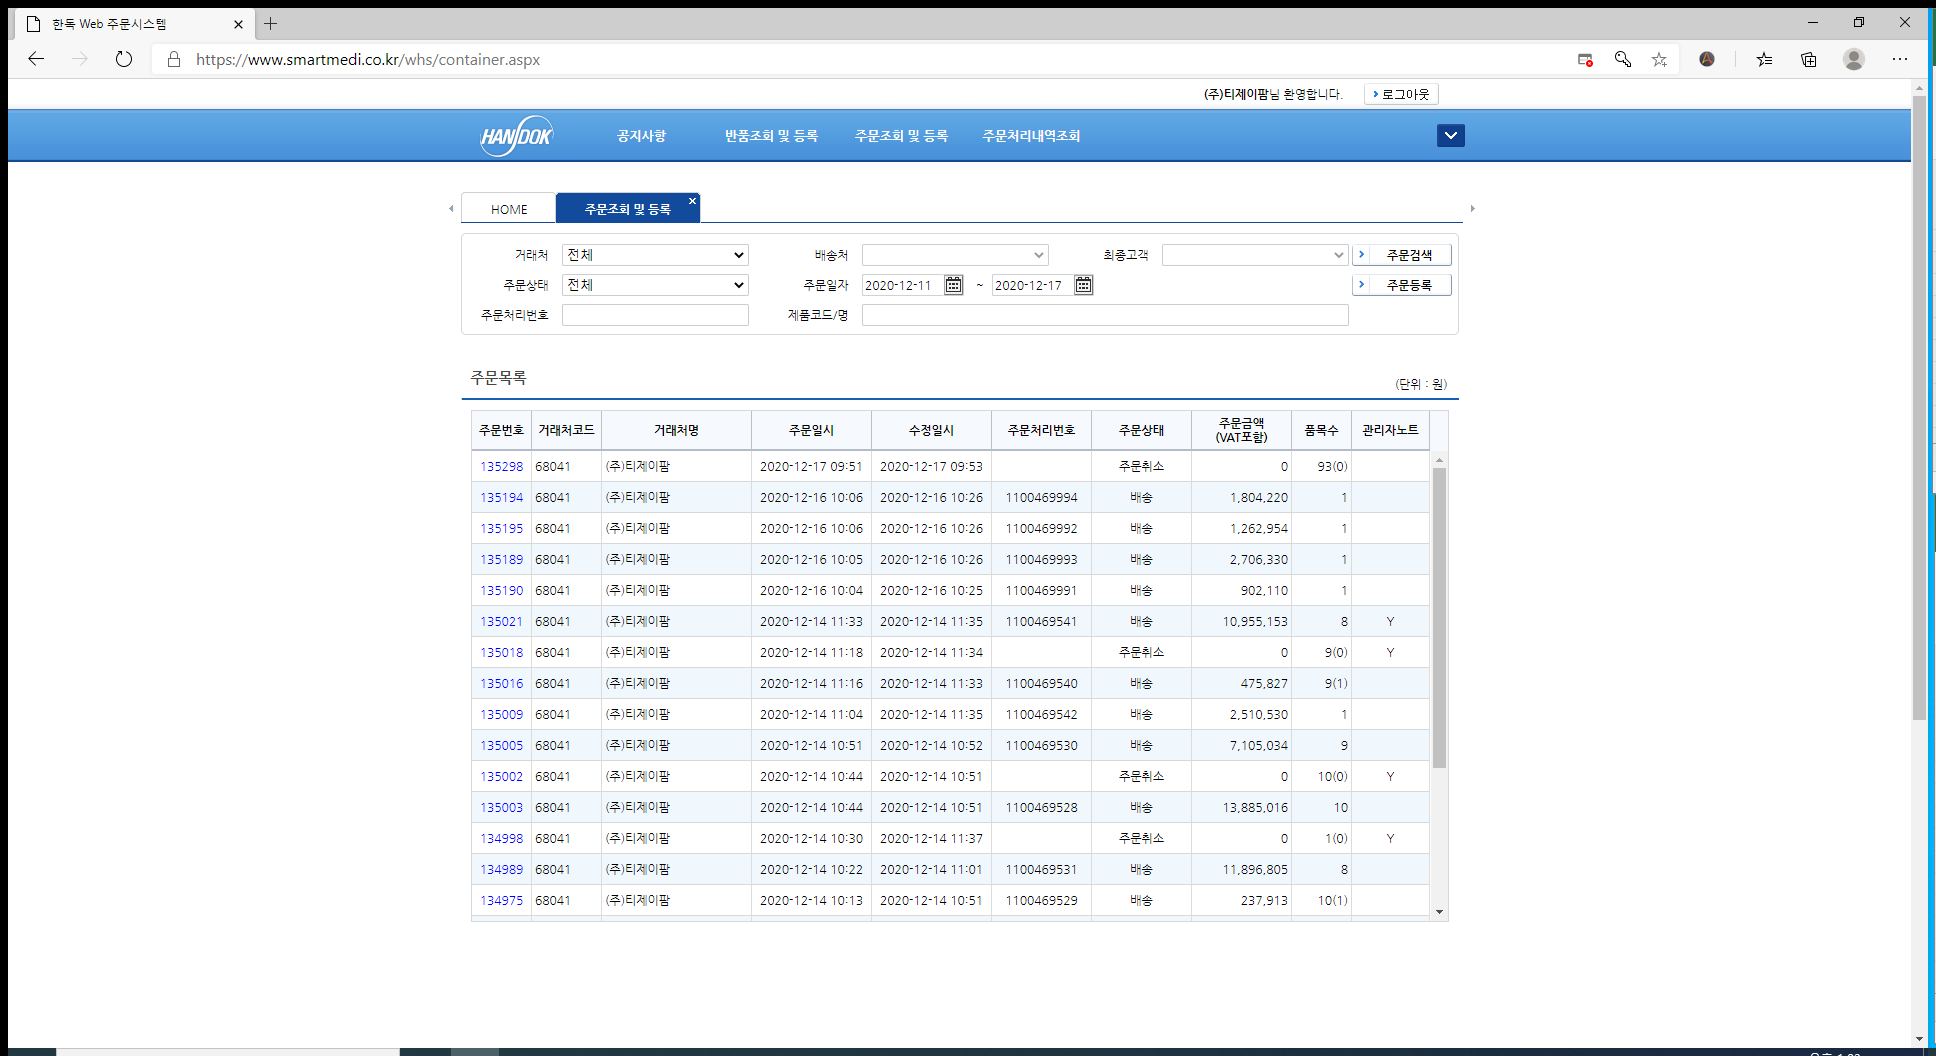 한독 Web 주문시스템
https://www.smartmedi.co.kr/whs/container.aspx
(주)티제이팜님 환영합니다. 로그아웃
HANDOK 공지사항 반품조회 및 등록 주문조회 및 등록 주문처리내역조회
HOME 주문조회 및 등록
거래처 전체 배송처 최종고객 주문검색
주문상태 전체 주문일자 2020-12-11 ~ 2020-12-17 주문등록
주문처리번호 제품코드/명
주문목록
(단위 : 원)
주문번호 거래처코드 거래처명 주문일시 수정일시 주문처리번호 주문상태 주문금액 (VAT포함) 품목수 관리자노트
135298 68041 (주)티제이팜 2020-12-17 09:51 2020-12-17 09:53 주문취소 0 93(0)
135194 68041 (주)티제이팜 2020-12-16 10:06 2020-12-16 10:26 1100469994 배송 1,804,220 1
135195 68041 (주)티제이팜 2020-12-16 10:06 2020-12-16 10:26 1100469992 배송 1,262,954 1
135189 68041 (주)티제이팜 2020-12-16 10:05 2020-12-16 10:26 1100469993 배송 2,706,330 1
135190 68041 (주)티제이팜 2020-12-16 10:04 2020-12-16 10:25 1100469991 배송 902,110 1
135021 68041 (주)티제이팜 2020-12-14 11:33 2020-12-14 11:35 1100469541 배송 10,955,153 8 Y
135018 68041 (주)티제이팜 2020-12-14 11:18 2020-12-14 11:34 주문취소 0 9(0) Y
135016 68041 (주)티제이팜 2020-12-14 11:16 2020-12-14 11:33 1100469540 배송 475,827 9(1)
135009 68041 (주)티제이팜 2020-12-14 11:04 2020-12-14 11:35 1100469542 배송 2,510,530 1
135005 68041 (주)티제이팜 2020-12-14 10:51 2020-12-14 10:52 1100469530 배송 7,105,034 9
135002 68041 (주)티제이팜 2020-12-14 10:44 2020-12-14 10:51 주문취소 0 10(0) Y
135003 68041 (주)티제이팜 2020-12-14 10:44 2020-12-14 10:51 1100469528 배송 13,885,016 10
134998 68041 (주)티제이팜 2020-12-14 10:30 2020-12-14 11:37 주문취소 0 1(0) Y
134989 68041 (주)티제이팜 2020-12-14 10:22 2020-12-14 11:01 1100469531 배송 11,896,805 8
134975 68041 (주)티제이팜 2020-12-14 10:13 2020-12-14 10:51 1100469529 배송 237,913 10(1)